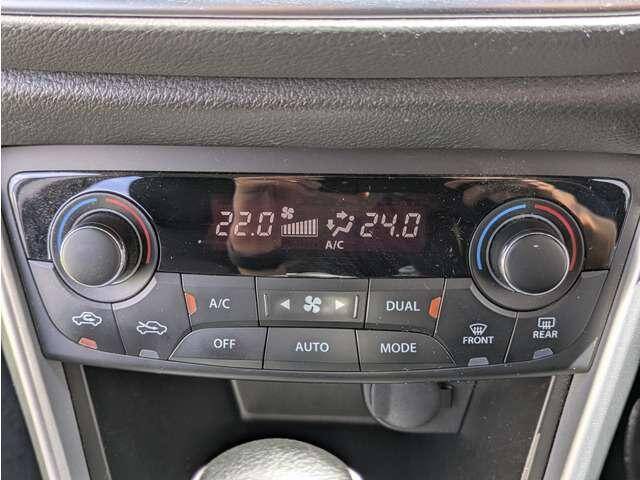 22.0 24.0
A/C
A/C DUAL
FRONT REAR
OFF AUTO MODE